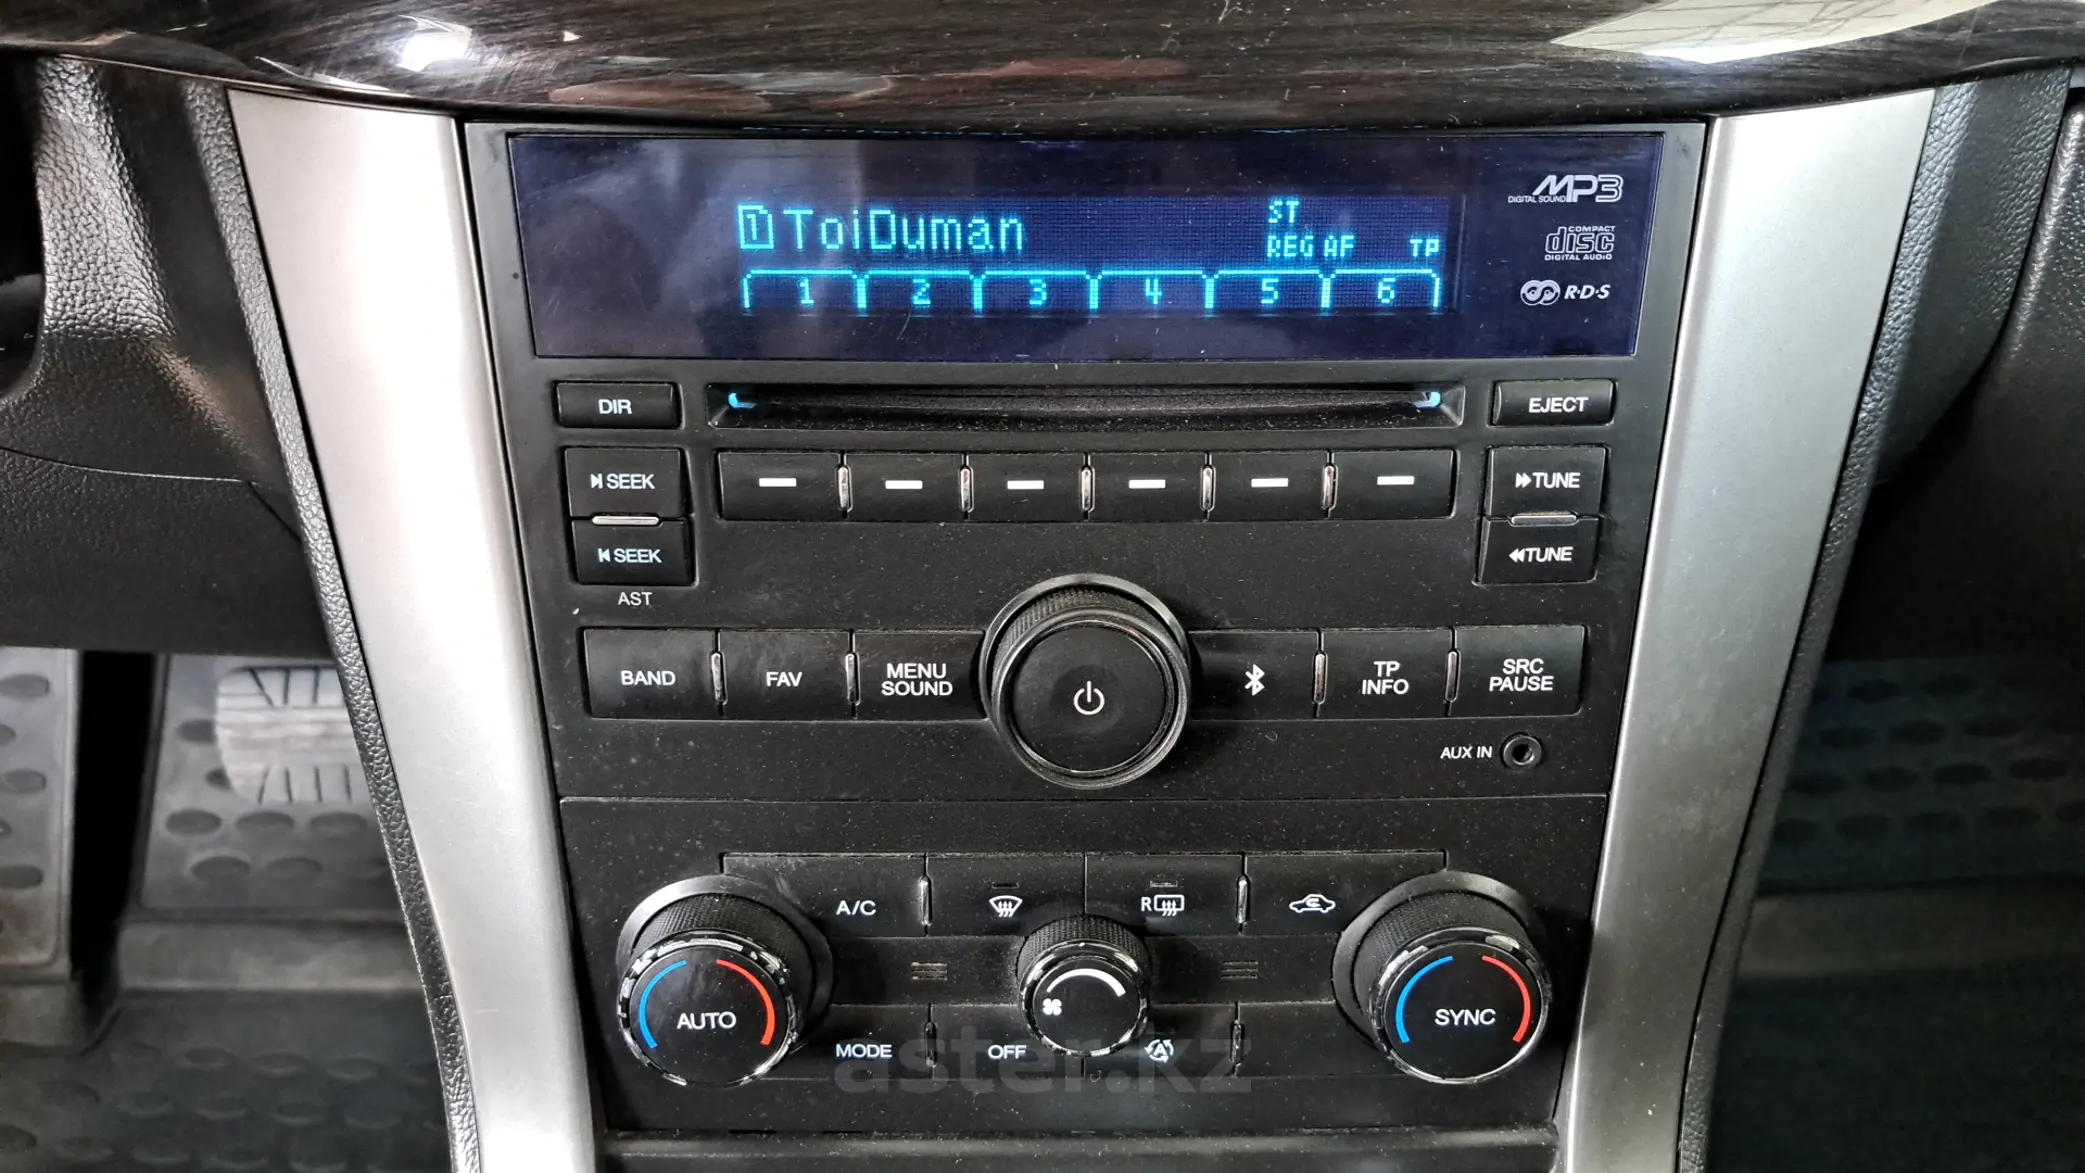 1 ToiDuman
ST
REG AF TP
1 2 3 4 5 6
MP3
DIGITAL SOUND
COMPACT
disc
DIGITAL AUDIO
R·D·S
DIR
EJECT
SEEK
TUNE
SEEK
TUNE
AST
BAND
FAV
MENU
SOUND
TP
INFO
SRC
PAUSE
AUX IN
A/C
R
AUTO
SYNC
MODE
OFF
A
aster.kz